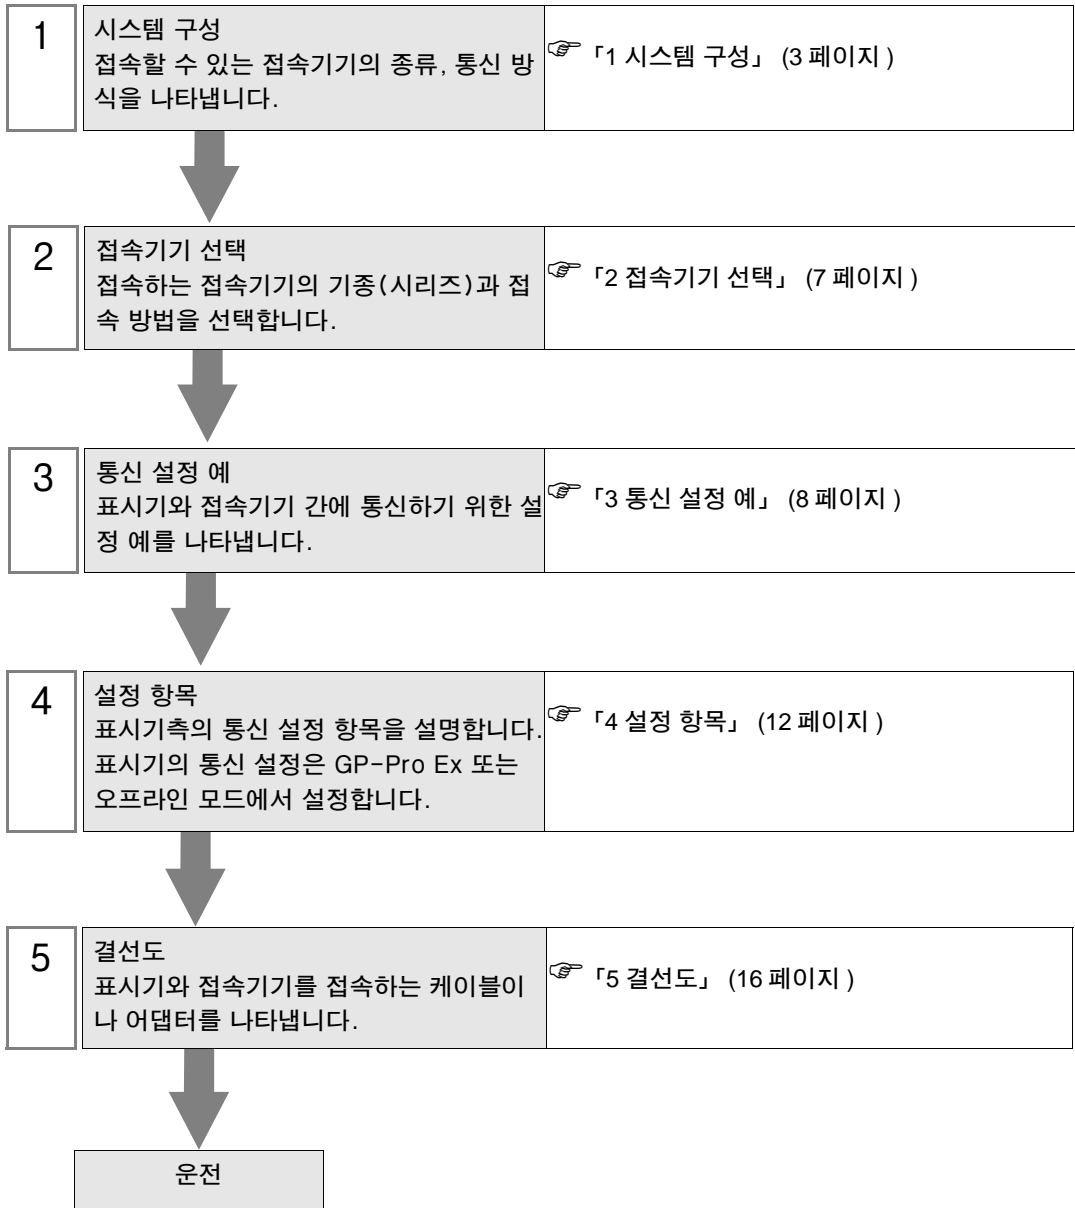 1
시스템 구성
접속할 수 있는 접속기기의 종류, 통신 방
식을 나타냅니다.
☞ 「1 시스템 구성」 (3 페이지 )
2
접속기기 선택
접속하는 접속기기의 기종(시리즈)과 접
속 방법을 선택합니다.
☞ 「2 접속기기 선택」 (7 페이지 )
3
통신 설정 예
표시기와 접속기기 간에 통신하기 위한 설
정 예를 나타냅니다.
☞ 「3 통신 설정 예」 (8 페이지 )
4
설정 항목
표시기측의 통신 설정 항목을 설명합니다.
표시기의 통신 설정은 GP-Pro Ex 또는
오프라인 모드에서 설정합니다.
☞ 「4 설정 항목」 (12 페이지 )
5
결선도
표시기와 접속기기를 접속하는 케이블이
나 어댑터를 나타냅니다.
☞ 「5 결선도」 (16 페이지 )
운전